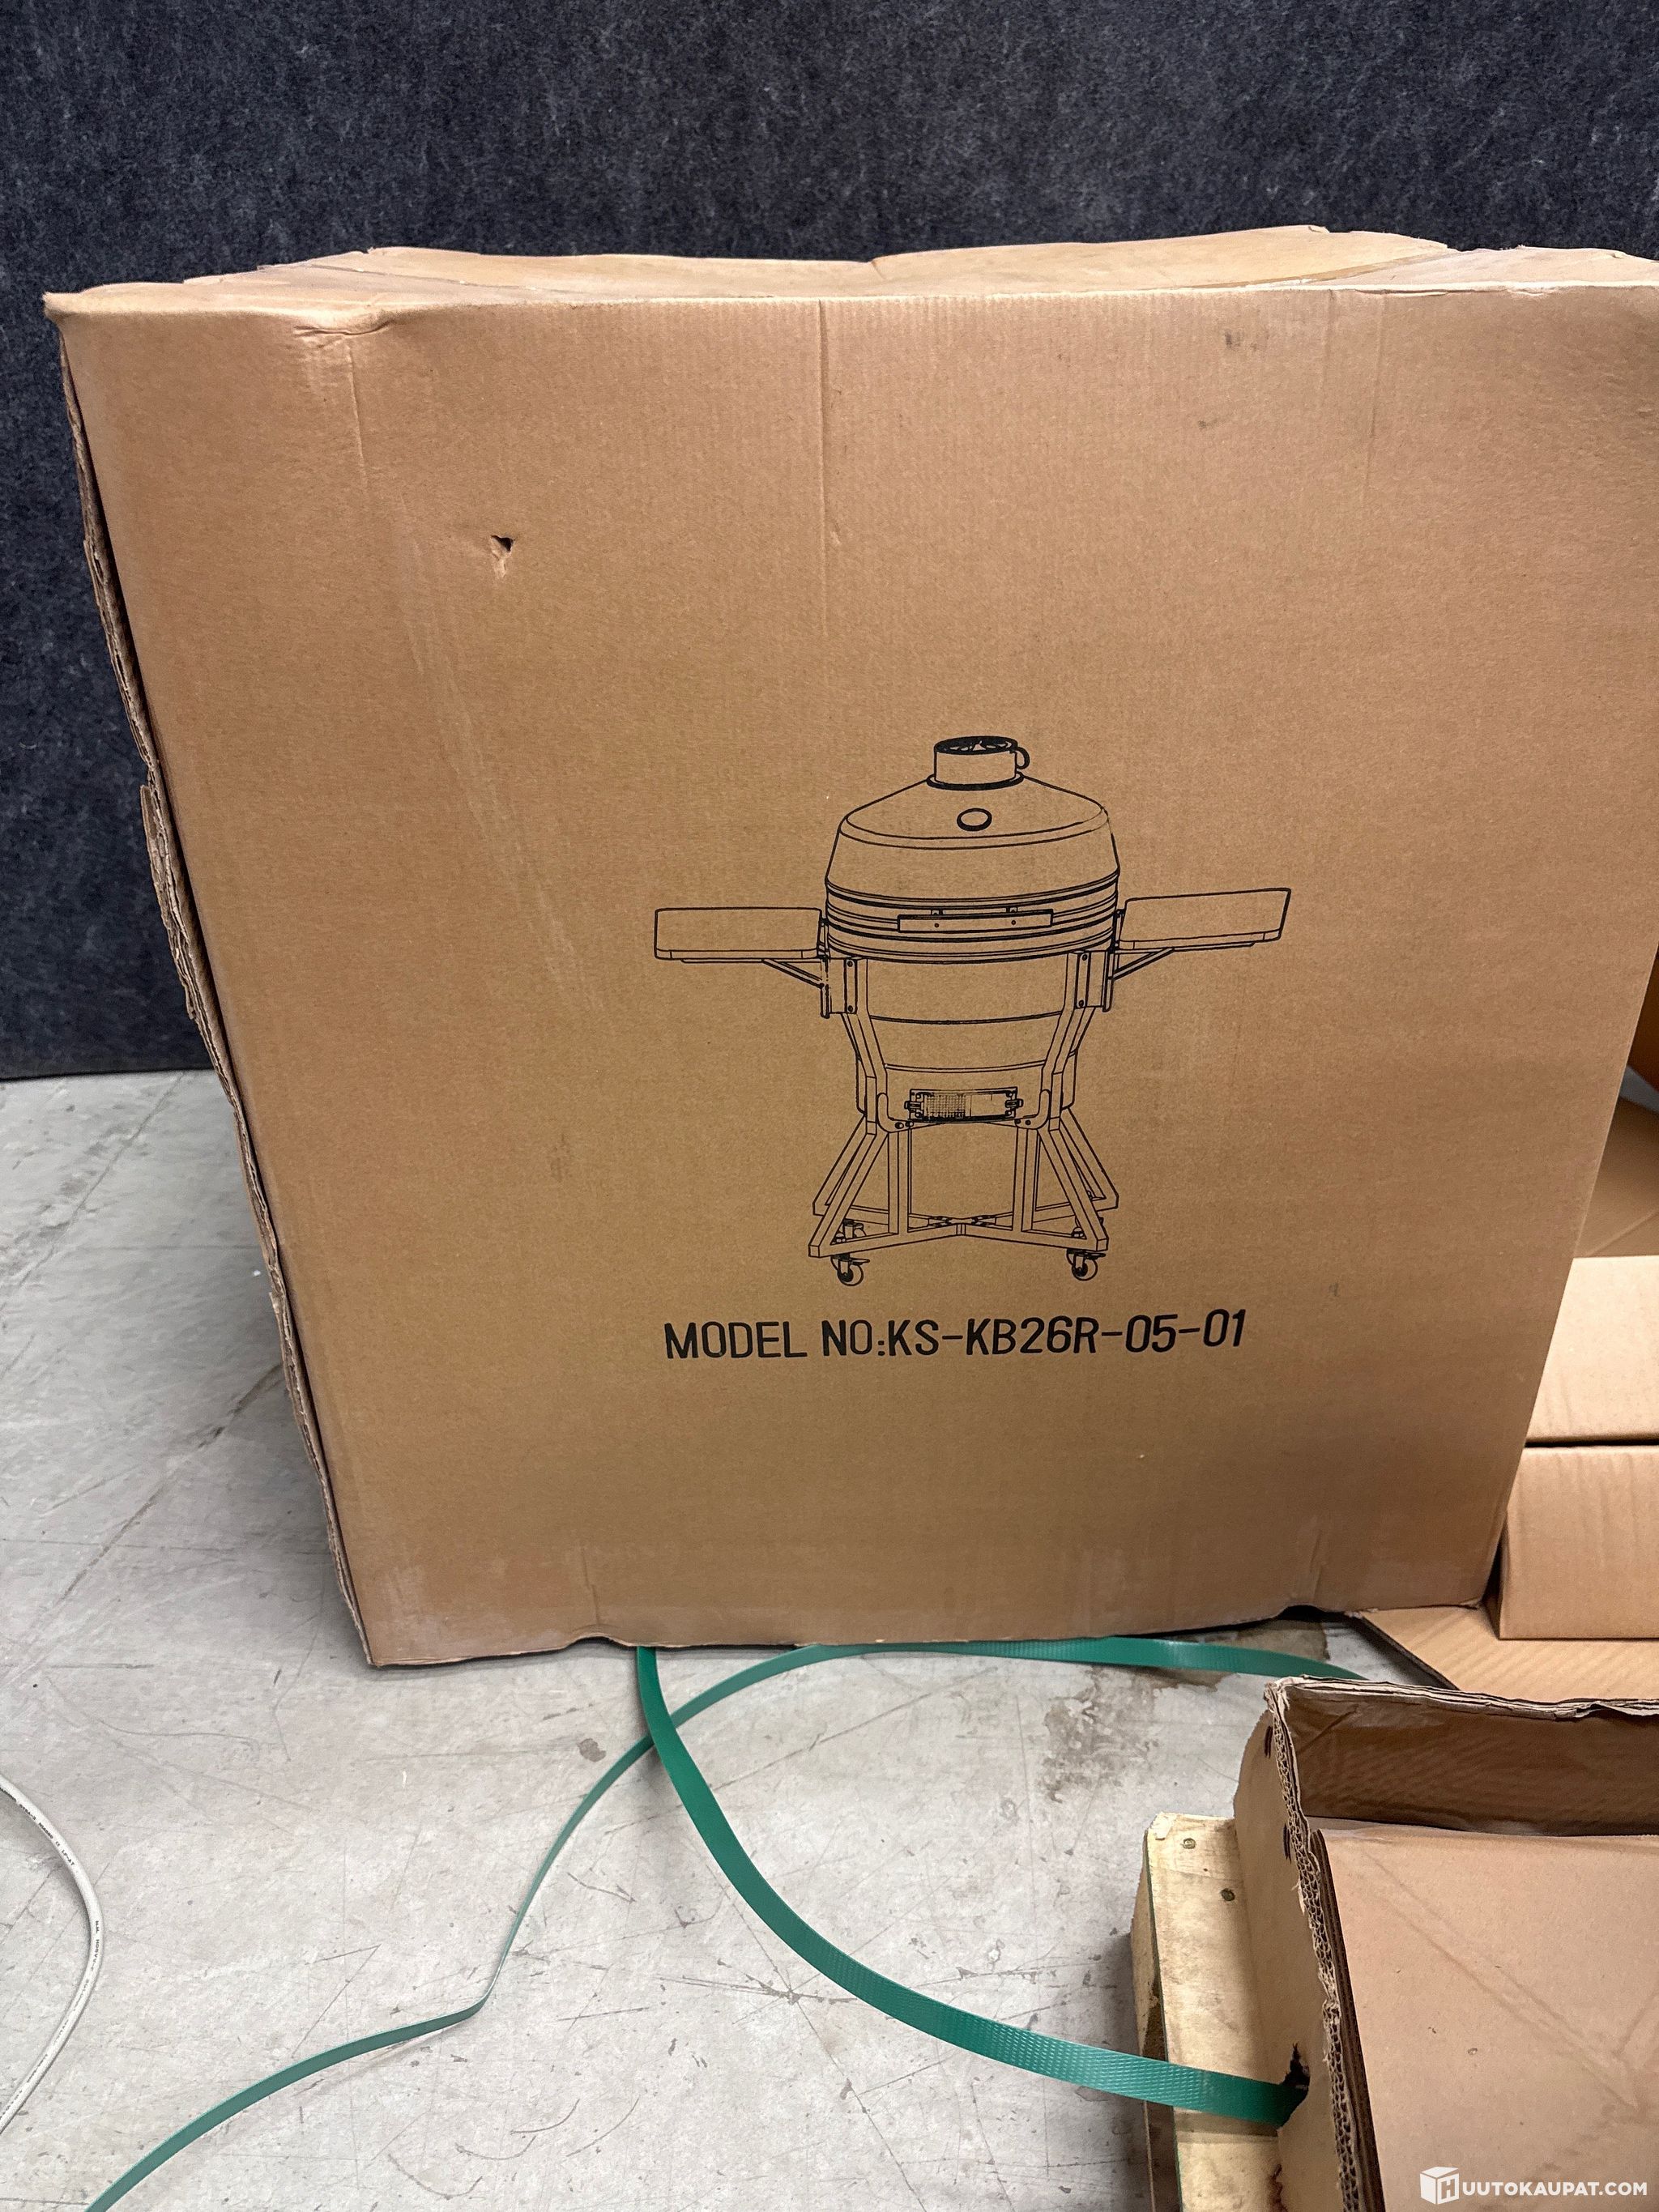 MODEL NO:KS-KB26R-05-01
HUUTOKAUPAT.COM